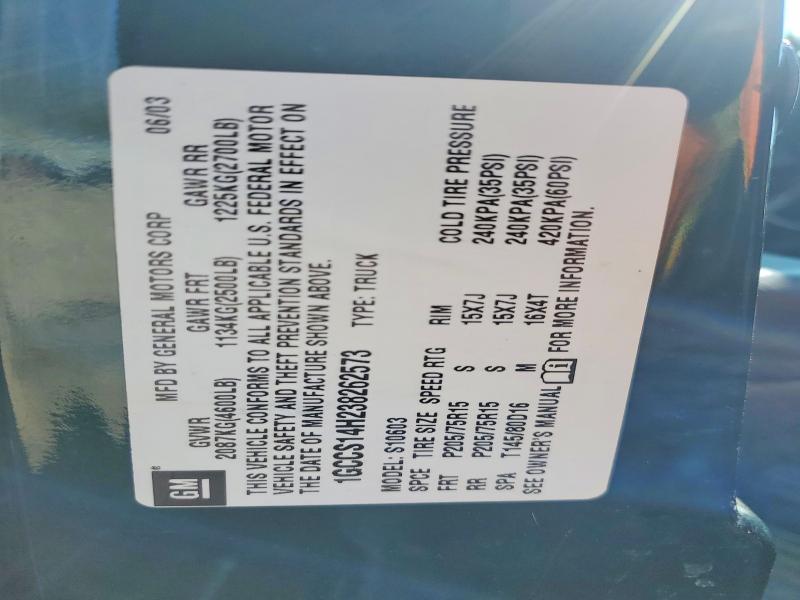 GM®
MFD BY GENERAL MOTORS CORP 06/03
GVWR GAWR FRT GAWR RR
2087KG(4600LB) 1134KG(2500LB) 1225KG(2700LB)
THIS VEHICLE CONFORMS TO ALL APPLICABLE U.S. FEDERAL MOTOR
VEHICLE SAFETY AND THEFT PREVENTION STANDARDS IN EFFECT ON
THE DATE OF MANUFACTURE SHOWN ABOVE.
1GCCS14H238262573 TYPE: TRUCK
MODEL: S10603
SPCE TIRE SIZE SPEED RTG RIM COLD TIRE PRESSURE
FRT P205/75R15 S 15X7J 240KPA(35PSI)
RR P205/75R15 S 15X7J 240KPA(35PSI)
SPA T145/80D16 M 16X4T 420KPA(60PSI)
SEE OWNER'S MANUAL FOR MORE INFORMATION.